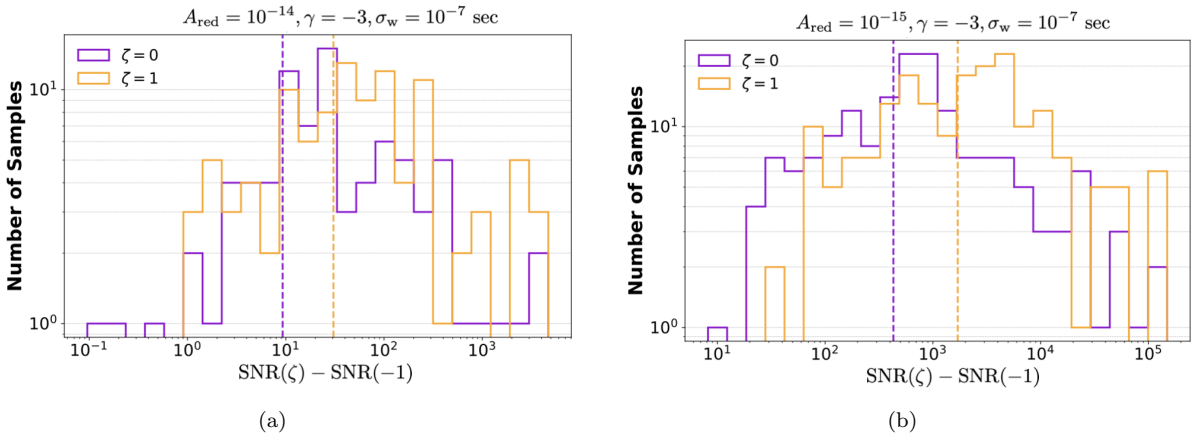 A_red = 10^−14, γ = −3, σ_w = 10^−7 sec
ζ = 0
ζ = 1
Number of Samples
10^1
10^0
10^−1 10^0 10^1 10^2 10^3
SNR(ζ) − SNR(−1)
(a)
A_red = 10^−15, γ = −3, σ_w = 10^−7 sec
ζ = 0
ζ = 1
Number of Samples
10^1
10^0
10^1 10^2 10^3 10^4 10^5
SNR(ζ) − SNR(−1)
(b)